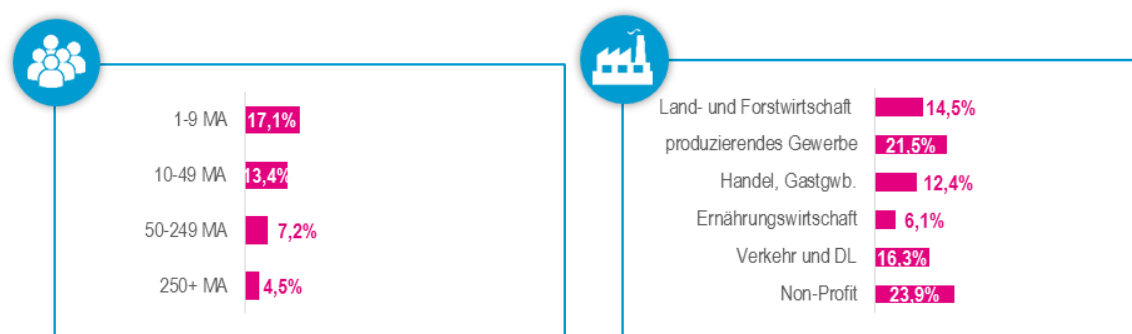 1-9 MA 17,1%
10-49 MA 13,4%
50-249 MA 7,2%
250+ MA 4,5%
Land- und Forstwirtschaft 14,5%
produzierendes Gewerbe 21,5%
Handel, Gastgwb. 12,4%
Ernährungswirtschaft 6,1%
Verkehr und DL 16,3%
Non-Profit 23,9%